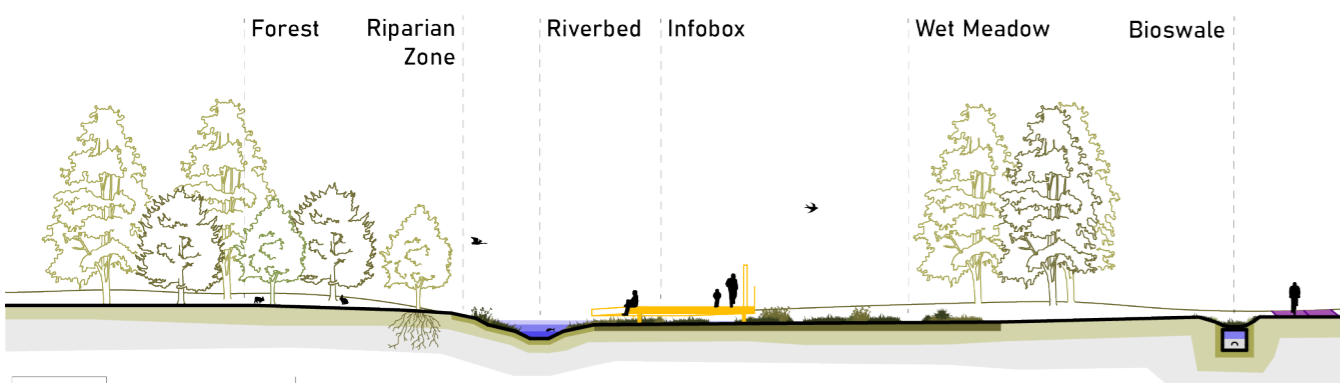 Forest
Riparian
Zone
Riverbed
Infobox
Wet Meadow
Bioswale